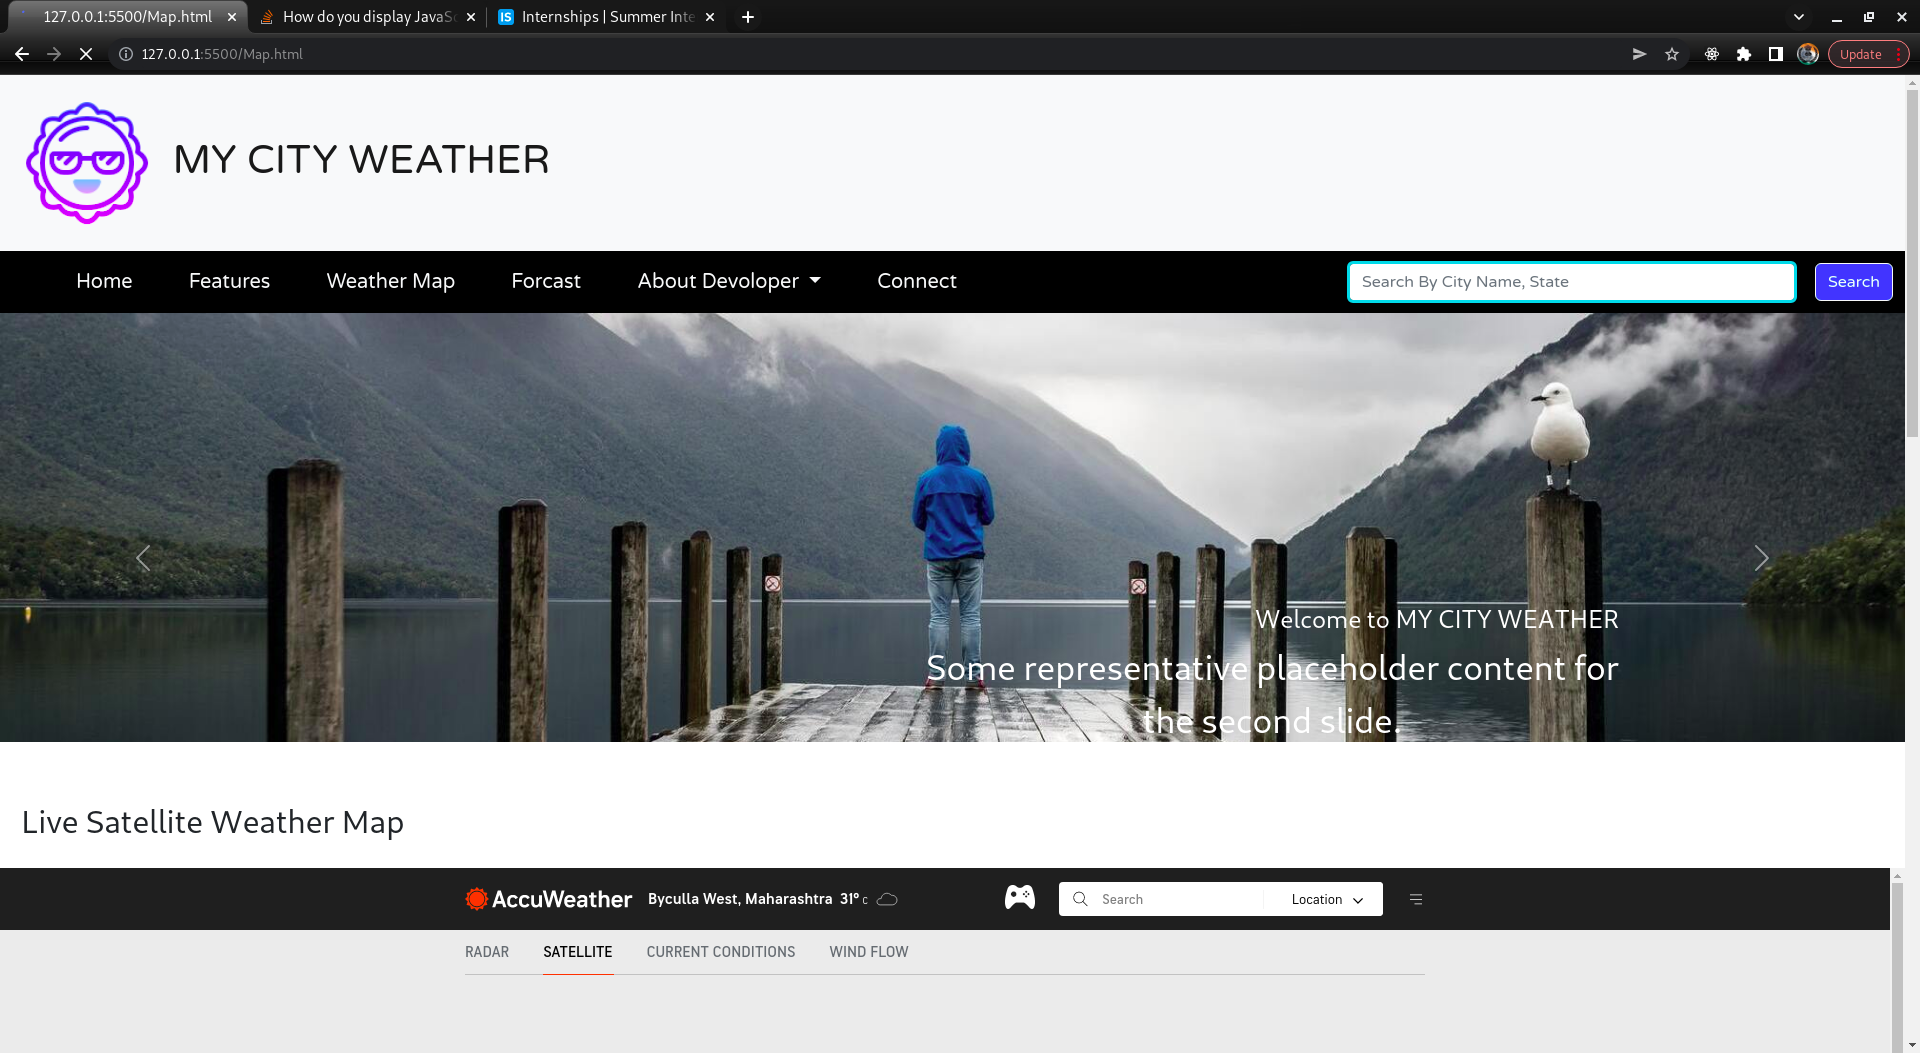 127.0.0.1:5500/Map.html
How do you display JavaSc
Internships | Summer Inte
127.0.0.1:5500/Map.html
Update
MY CITY WEATHER
Home Features Weather Map Forcast About Devoloper Connect
Search By City Name, State
Search
Welcome to MY CITY WEATHER
Some representative placeholder content for
the second slide.
Live Satellite Weather Map
AccuWeather Byculla West, Maharashtra 31° C
Search
Location
RADAR SATELLITE CURRENT CONDITIONS WIND FLOW